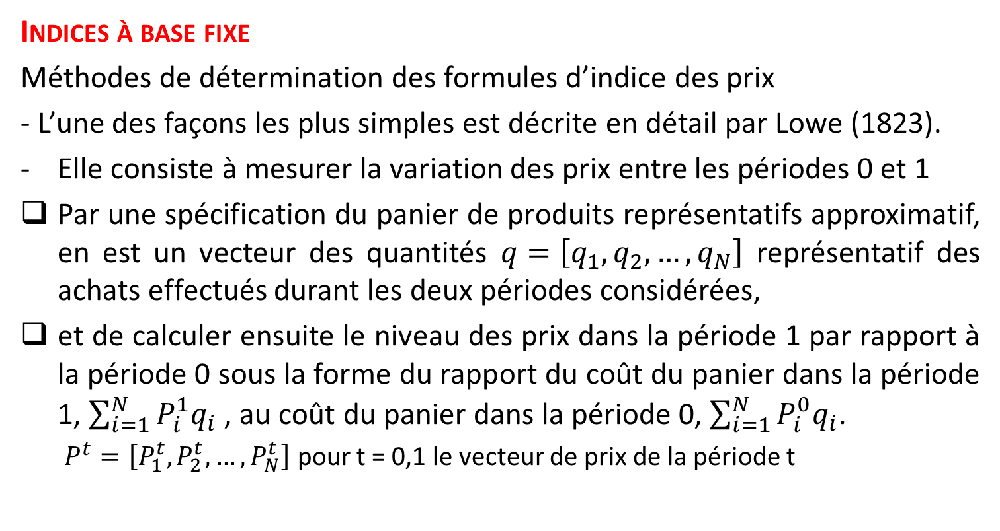 INDICES À BASE FIXE
Méthodes de détermination des formules d’indice des prix
- L’une des façons les plus simples est décrite en détail par Lowe (1823).
- Elle consiste à mesurer la variation des prix entre les périodes 0 et 1
❑ Par une spécification du panier de produits représentatifs approximatif,
en est un vecteur des quantités $q = [q_1, q_2, \dots, q_N]$ représentatif des
achats effectués durant les deux périodes considérées,
❑ et de calculer ensuite le niveau des prix dans la période 1 par rapport à
la période 0 sous la forme du rapport du coût du panier dans la période
1, $\sum_{i=1}^{N} P_i^1 q_i$ , au coût du panier dans la période 0, $\sum_{i=1}^{N} P_i^0 q_i$.
$P^t = [P_1^t, P_2^t, \dots, P_N^t]$ pour t = 0,1 le vecteur de prix de la période t